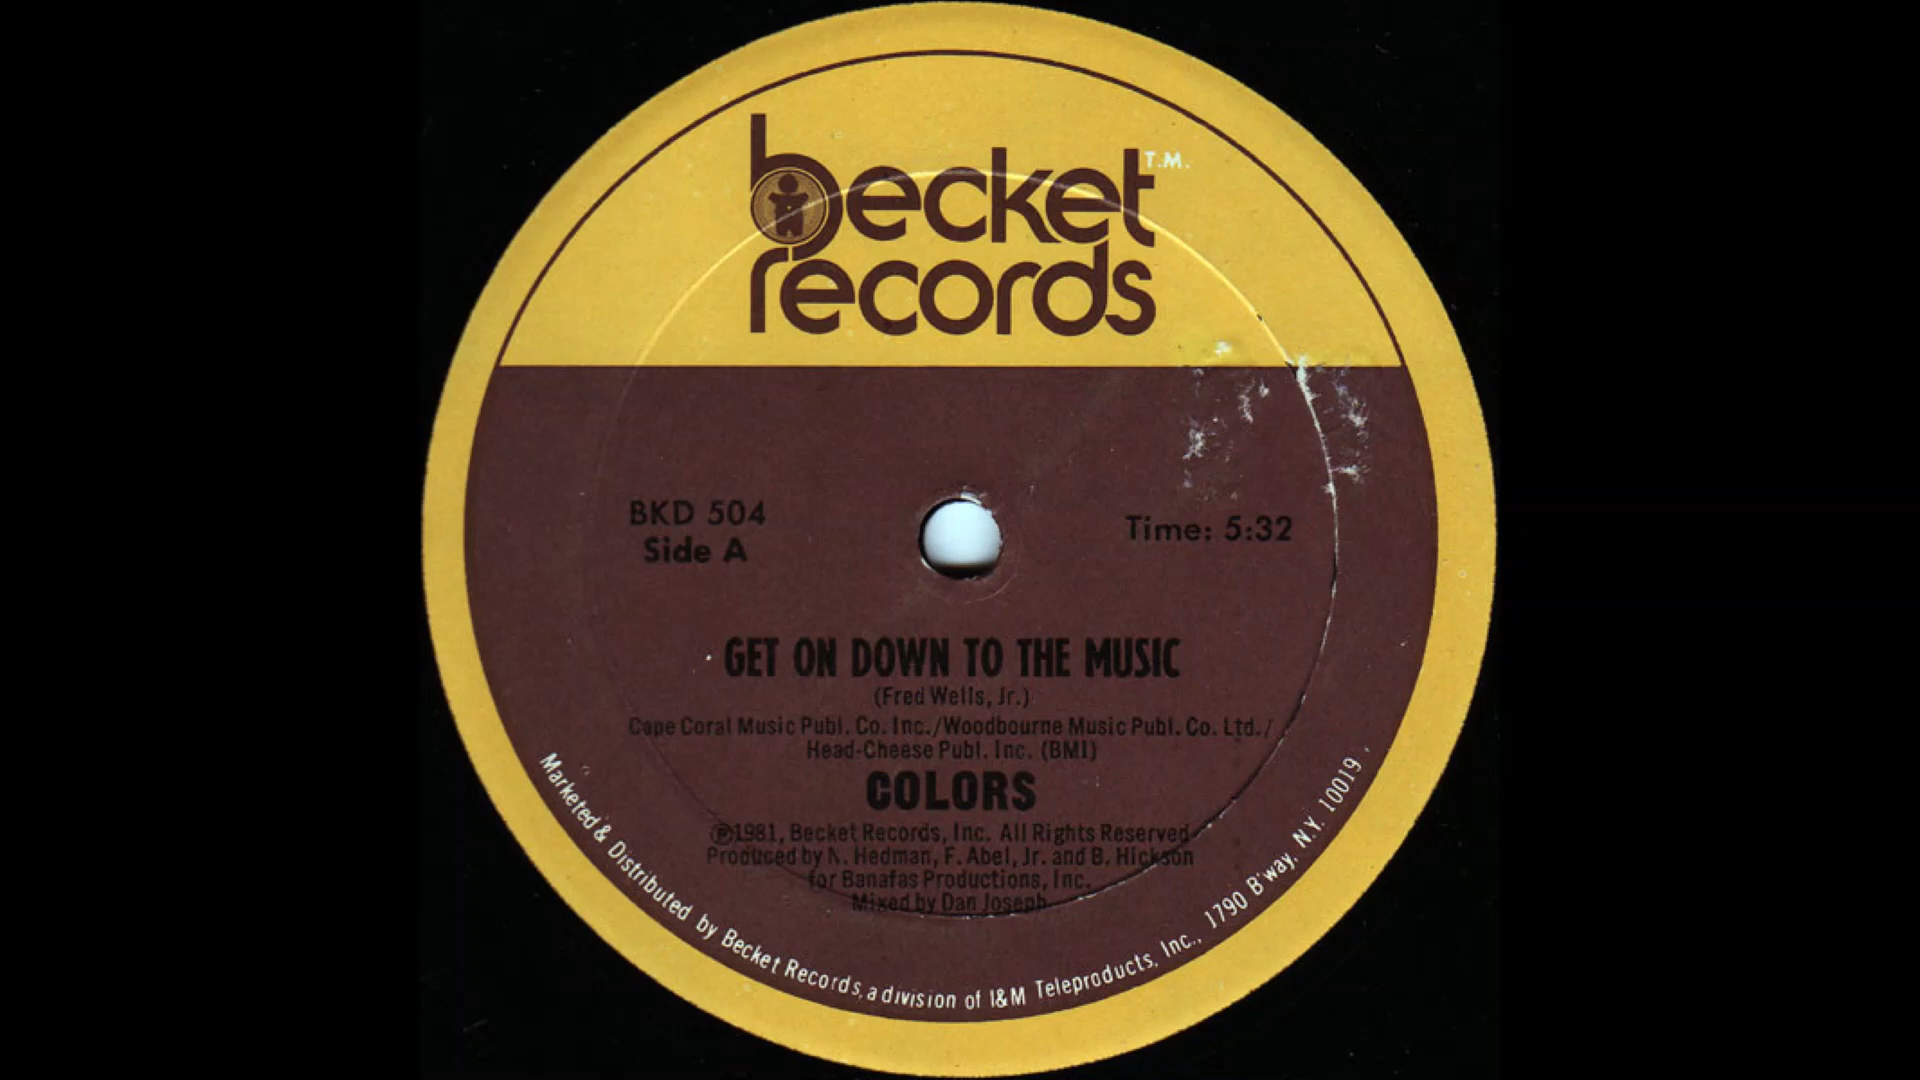 becket T.M.
records
BKD 504
Side A
Time: 5:32
GET ON DOWN TO THE MUSIC
(Fred Wells, Jr.)
Cape Coral Music Publ. Co. Inc./Woodbourne Music Publ. Co. Ltd./
Head-Cheese Publ. Inc. (BMI)
COLORS
℗1981, Becket Records, Inc. All Rights Reserved
Produced by N. Hedman, F. Abel, Jr. and B. Hickson
for Banafas Productions, Inc.
Mixed by Dan Joseph
Marketed & Distributed by Becket Records, a division of I&M Teleproducts, Inc., 1790 B'way, N.Y. 10019